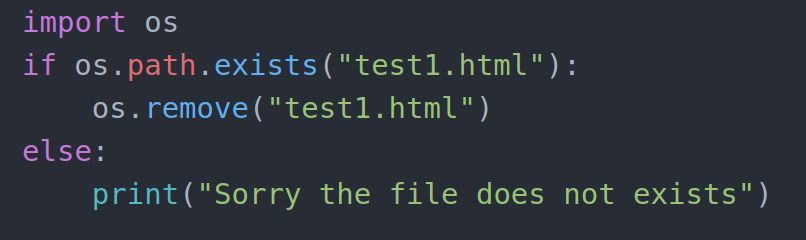 import os
if os.path.exists("test1.html"):
    os.remove("test1.html")
else:
    print("Sorry the file does not exists")